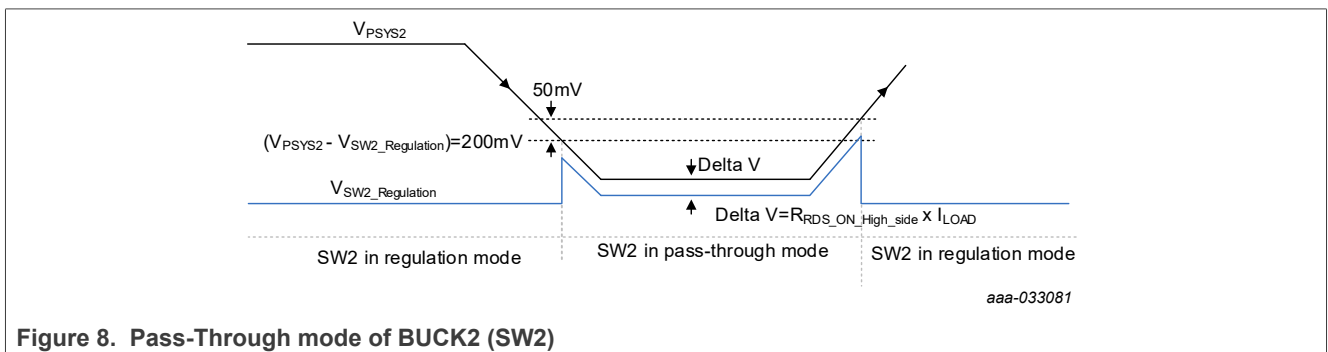 VPSYS2
50mV
(VPSYS2 - VSW2_Regulation)=200mV
Delta V
VSW2_Regulation
Delta V=RRDS_ON_High_side x ILOAD
SW2 in regulation mode
SW2 in pass-through mode
SW2 in regulation mode
aaa-033081
Figure 8. Pass-Through mode of BUCK2 (SW2)